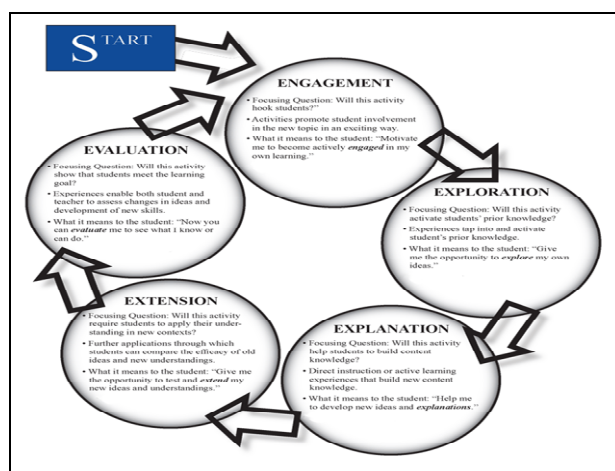 START
ENGAGEMENT
• Focusing Question: Will this activity
hook students?"
• Activities promote student involvement
in the new topic in an exciting way.
• What it means to the student: "Motivate
me to become actively engaged in my
own learning."
EXPLORATION
• Focusing Question: Will this activity
activate students' prior knowledge?
• Experiences tap into and activate
student's prior knowledge.
• What it means to the student: "Give
me the opportunity to explore my own
ideas."
EXPLANATION
• Focusing Question: Will this activity
help students to build content
knowledge?
• Direct instruction or active learning
experiences that build new content
knowledge.
• What it means to the student: "Help me
to develop new ideas and explanations."
EXTENSION
• Focusing Question: Will this activity
require students to apply their under-
standing in new contexts?
• Further applications through which
students can compare the efficacy of old
ideas and new understandings.
• What it means to the student: "Give me
the opportunity to test and extend my
new ideas and understandings."
EVALUATION
• Focusing Question: Will this activity
show that students meet the learning
goal?
• Experiences enable both student and
teacher to assess changes in ideas and
development of new skills.
• What it means to the student: "Now you
can evaluate me to see what I know or
can do."